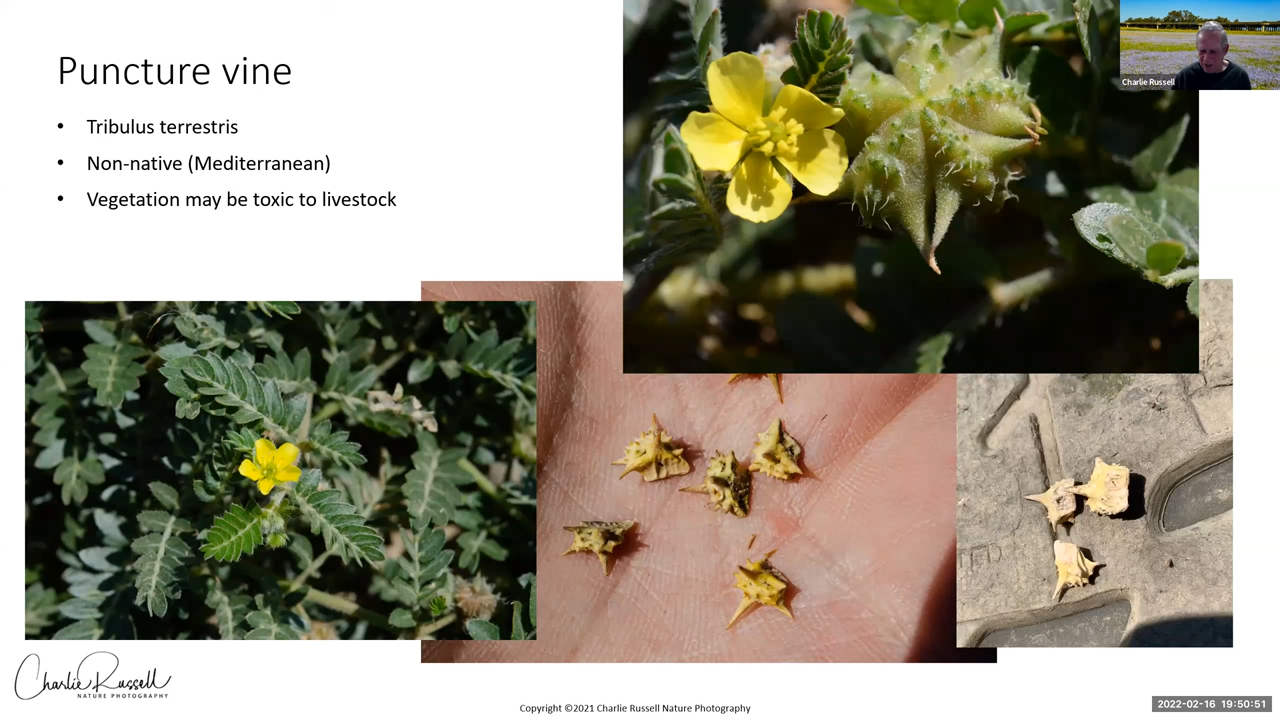 Puncture vine
• Tribulus terrestris
• Non-native (Mediterranean)
• Vegetation may be toxic to livestock
Charlie Russell
Charlie Russell
NATURE PHOTOGRAPHY
Copyright ©2021 Charlie Russell Nature Photography
2022-02-16 19:50:51